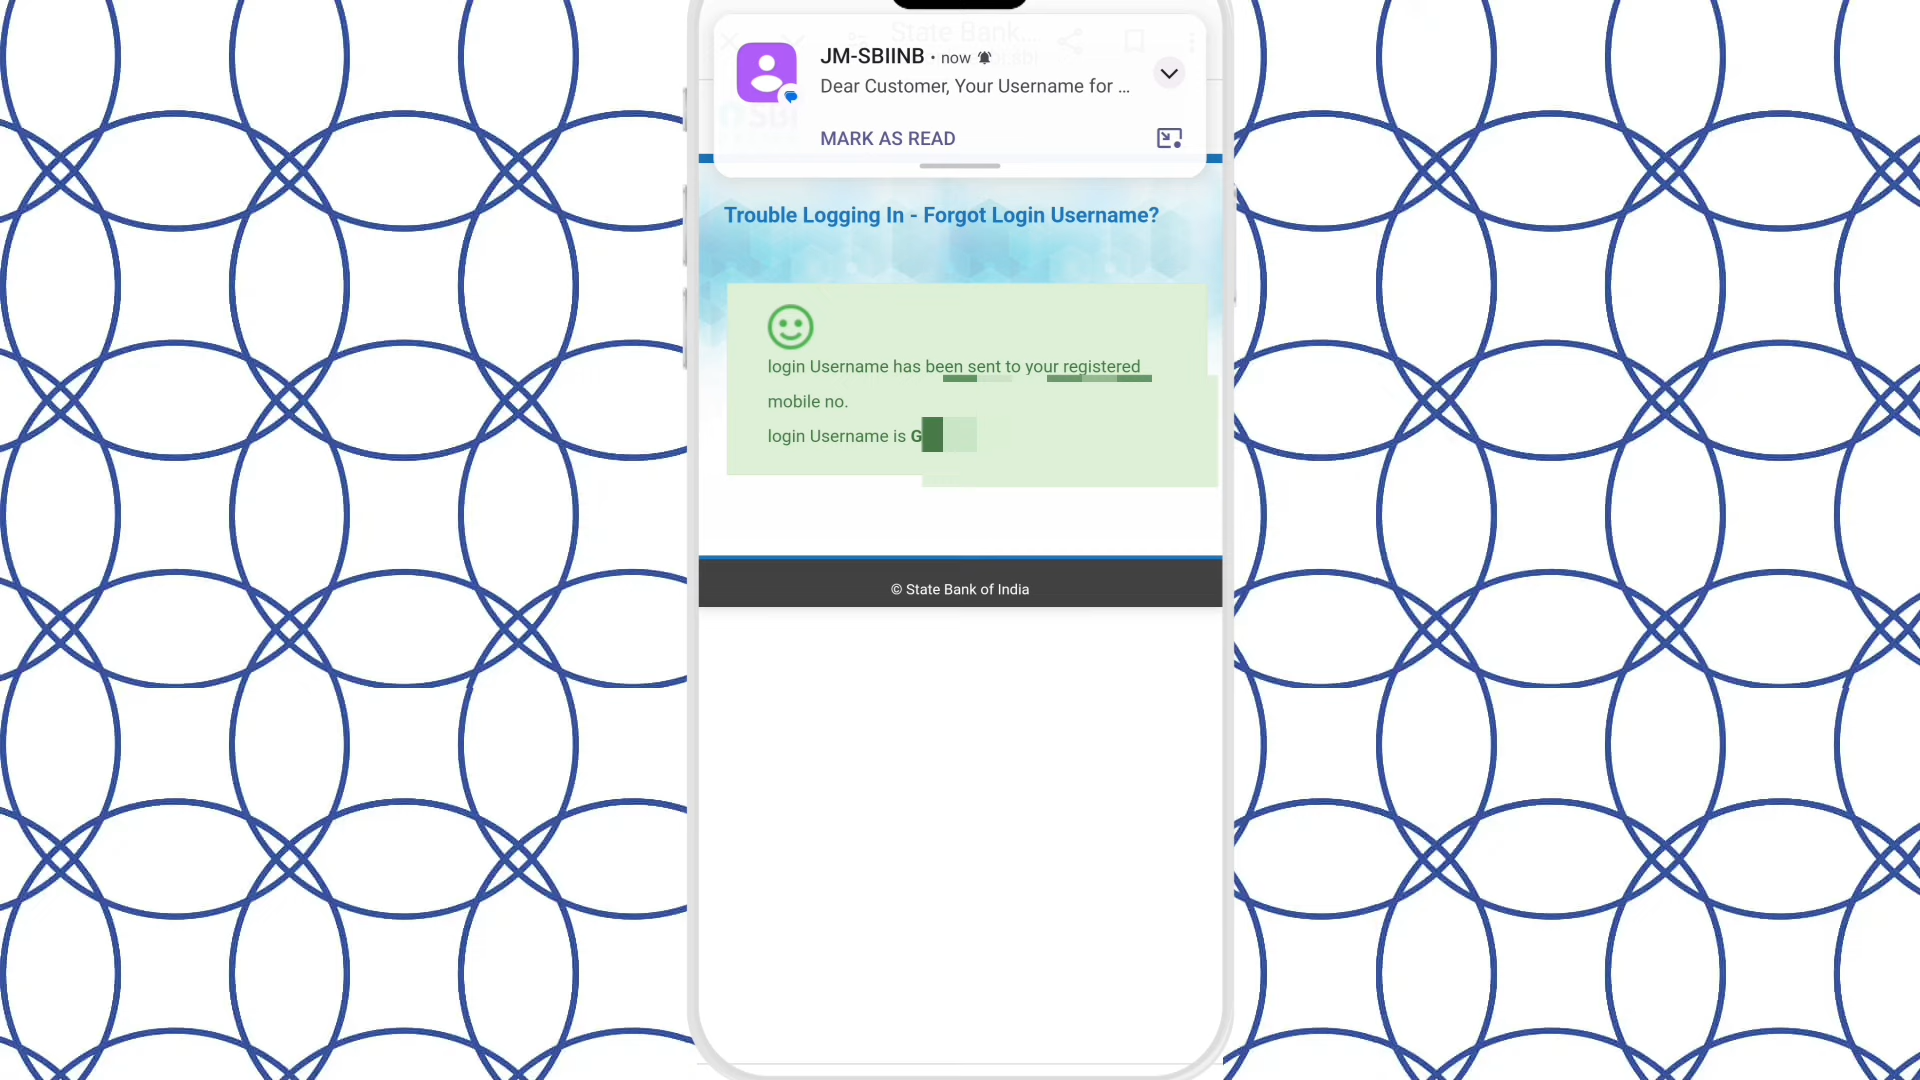 State Bank...
JM-SBIINB • now
Dear Customer, Your Username for ...
SBI
MARK AS READ
Trouble Logging In - Forgot Login Username?
login Username has been sent to your registered
mobile no.
login Username is G
© State Bank of India